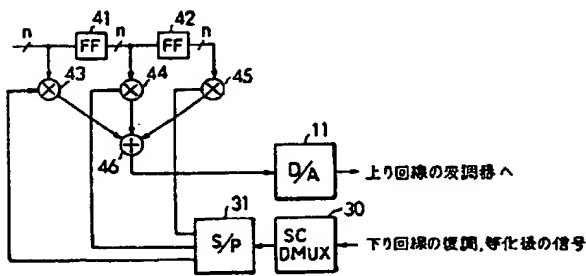 41
42
n
FF
n
FF
n
43
44
45
46
11
D/A
上り回線の変調器へ
31
S/P
30
SC
DMUX
下り回線の復調,等化後の信号